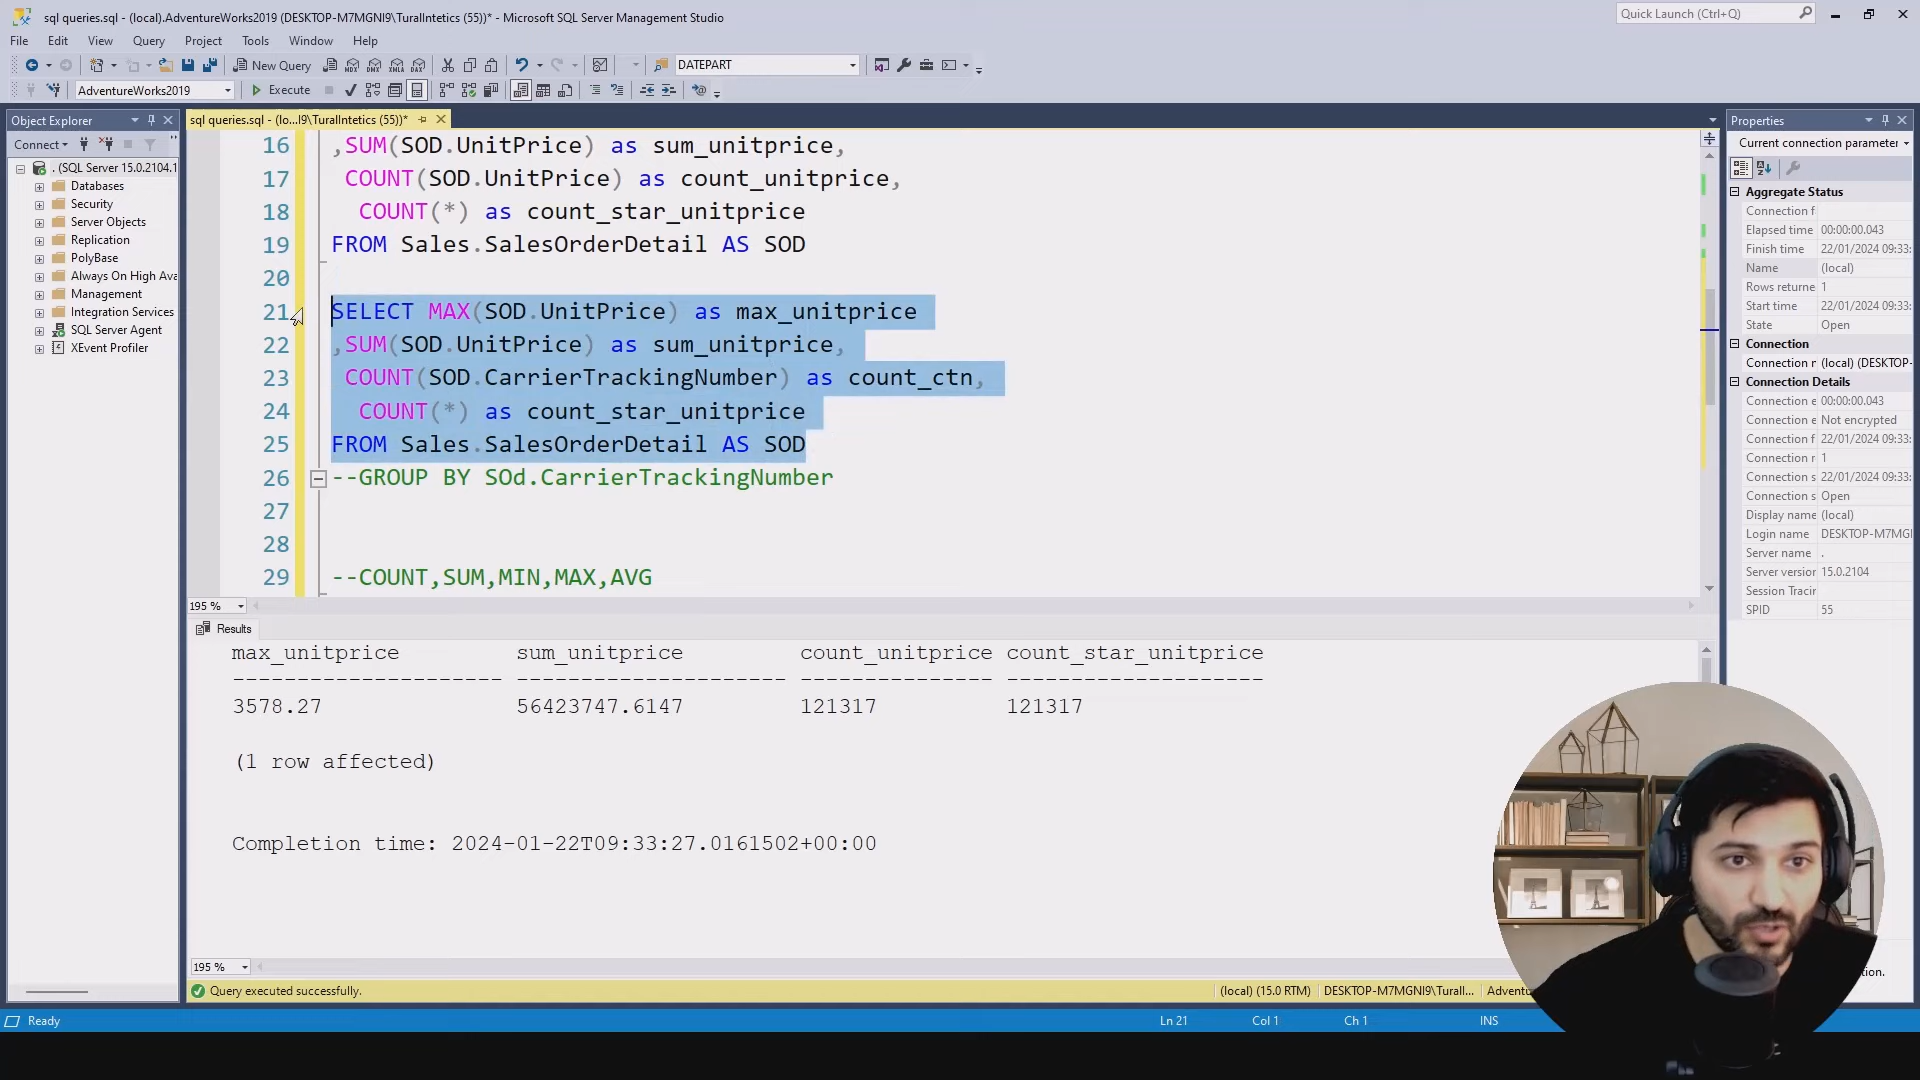 sql queries.sql - (local).AdventureWorks2019 (DESKTOP-M7MGNI9\TuralIntetics (55))* - Microsoft SQL Server Management Studio
Quick Launch (Ctrl+Q)
File Edit View Query Project Tools Window Help
New Query
DATEPART
AdventureWorks2019
Execute
Object Explorer
Connect
. (SQL Server 15.0.2104.1
Databases
Security
Server Objects
Replication
PolyBase
Always On High Ava
Management
Integration Services
SQL Server Agent
XEvent Profiler
sql queries.sql - (lo...I9\TuralIntetics (55))*
16 ,SUM(SOD.UnitPrice) as sum_unitprice,
17 COUNT(SOD.UnitPrice) as count_unitprice,
18 COUNT(*) as count_star_unitprice
19 FROM Sales.SalesOrderDetail AS SOD
20
21 SELECT MAX(SOD.UnitPrice) as max_unitprice
22 ,SUM(SOD.UnitPrice) as sum_unitprice,
23 COUNT(SOD.CarrierTrackingNumber) as count_ctn,
24 COUNT(*) as count_star_unitprice
25 FROM Sales.SalesOrderDetail AS SOD
26 --GROUP BY SOd.CarrierTrackingNumber
27
28
29 --COUNT,SUM,MIN,MAX,AVG
195 %
Results
max_unitprice sum_unitprice count_unitprice count_star_unitprice
--------------------- --------------------- --------------- --------------------
3578.27 56423747.6147 121317 121317
(1 row affected)
Completion time: 2024-01-22T09:33:27.0161502+00:00
195 %
Query executed successfully.
(local) (15.0 RTM) DESKTOP-M7MGNI9\TuralI...
Ready
Ln 21 Col 1 Ch 1 INS
Properties
Current connection parameter
Aggregate Status
Connection f
Elapsed time 00:00:00.043
Finish time 22/01/2024 09:33:
Name (local)
Rows returne 1
Start time 22/01/2024 09:33:
State Open
Connection
Connection n (local) (DESKTOP-
Connection Details
Connection e 00:00:00.043
Connection e Not encrypted
Connection f 22/01/2024 09:33:
Connection r 1
Connection s 22/01/2024 09:33:
Connection s Open
Display name (local)
Login name DESKTOP-M7MGI
Server name .
Server version 15.0.2104
Session Tracin
SPID 55